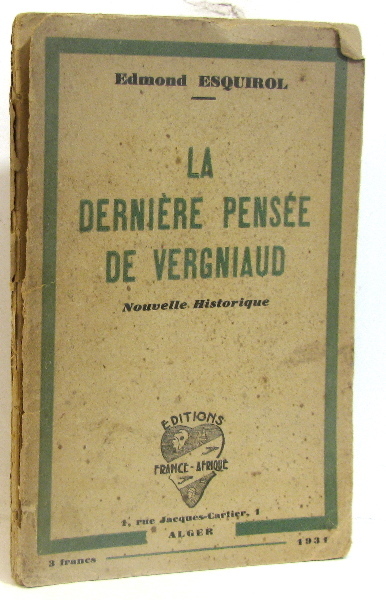 Edmond ESQUIROL
LA
DERNIÈRE PENSÉE
DE VERGNIAUD
Nouvelle Historique
EDITIONS
FRANCE-AFRIQUE
1, rue Jacques-Cartier, 1
ALGER
3 francs
1931